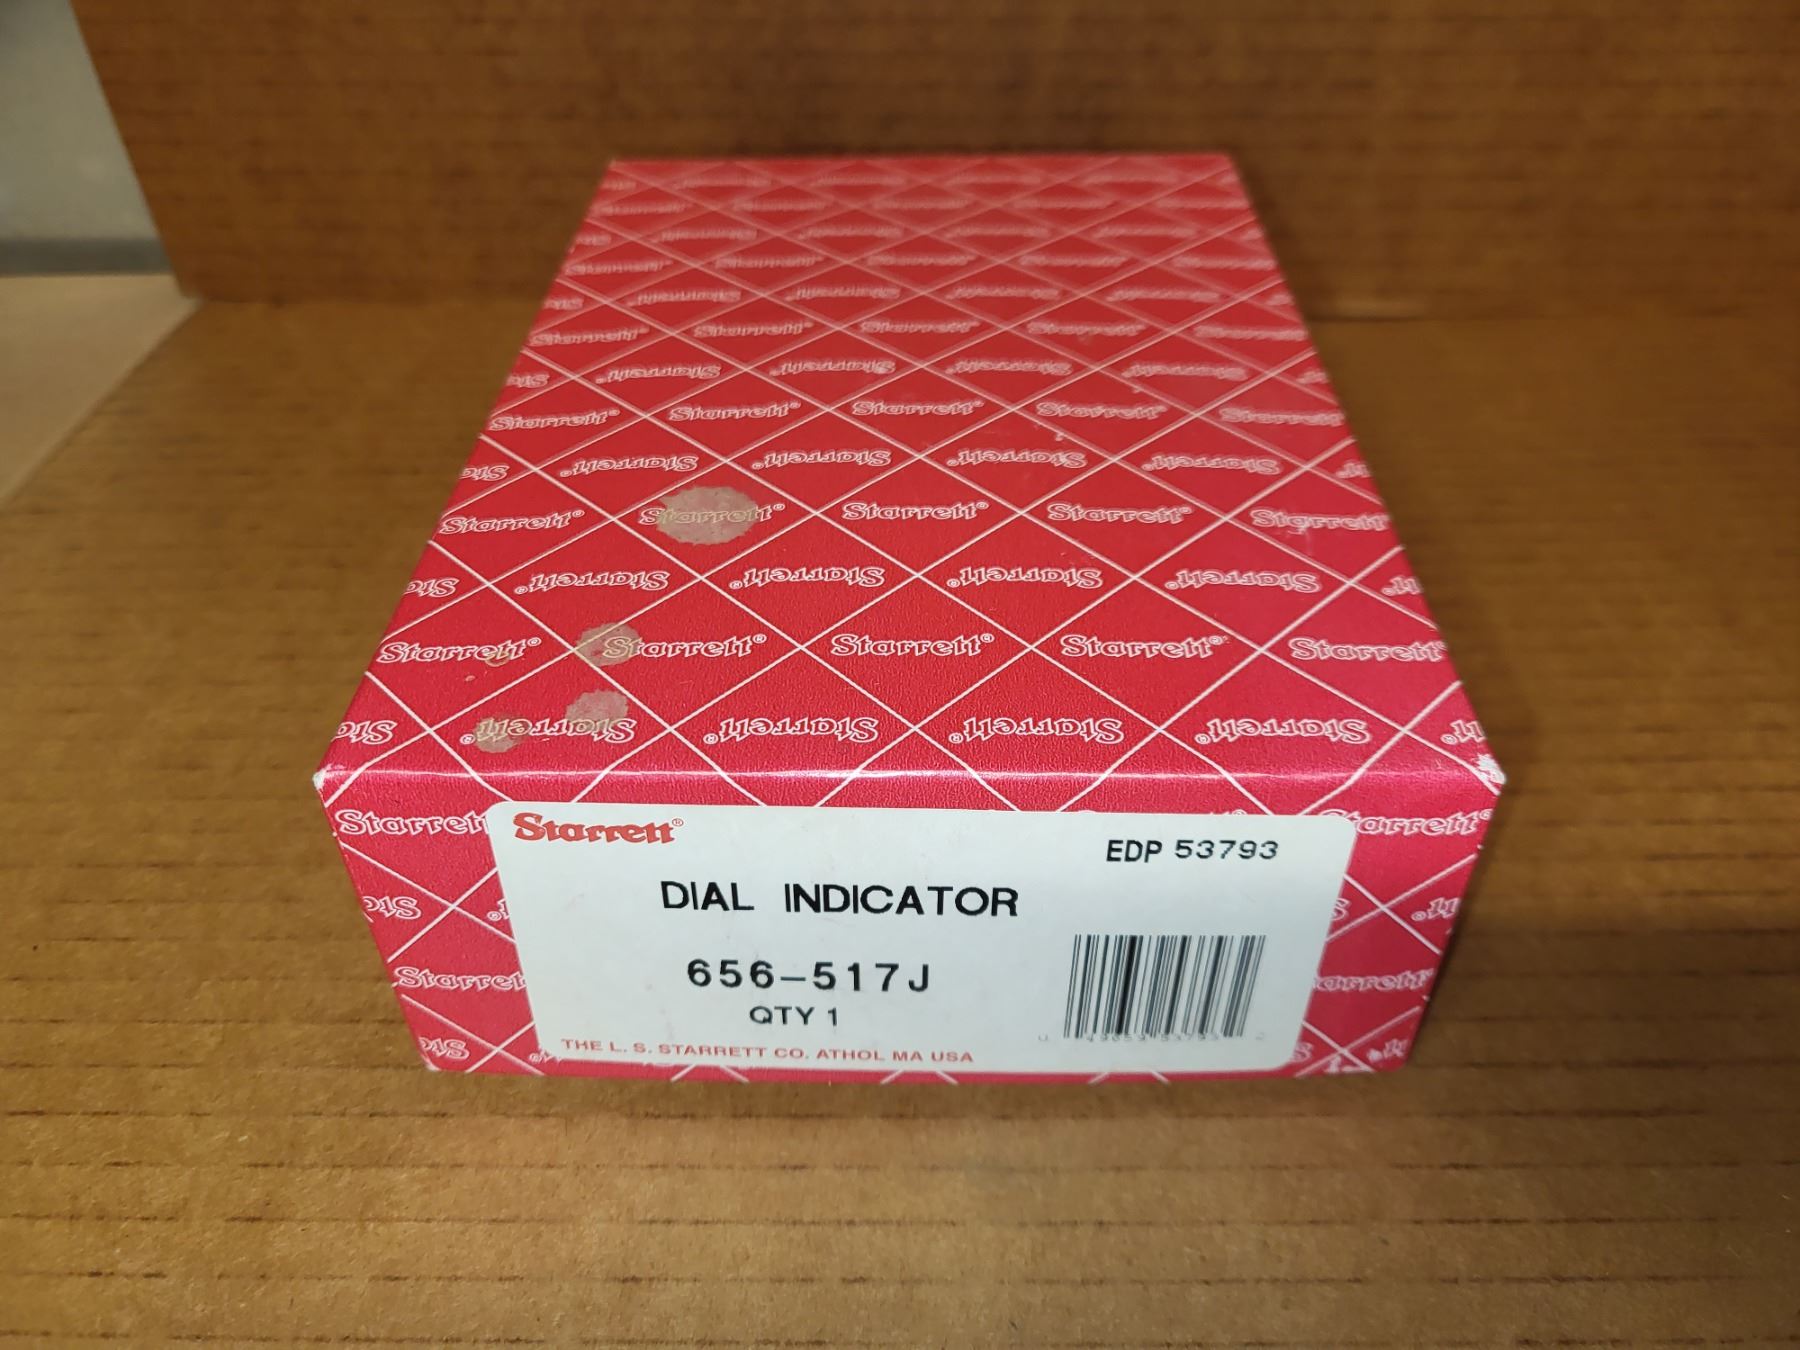 Starrett®
EDP 53793
DIAL INDICATOR
656-517J
QTY 1
THE L. S. STARRETT CO. ATHOL MA USA